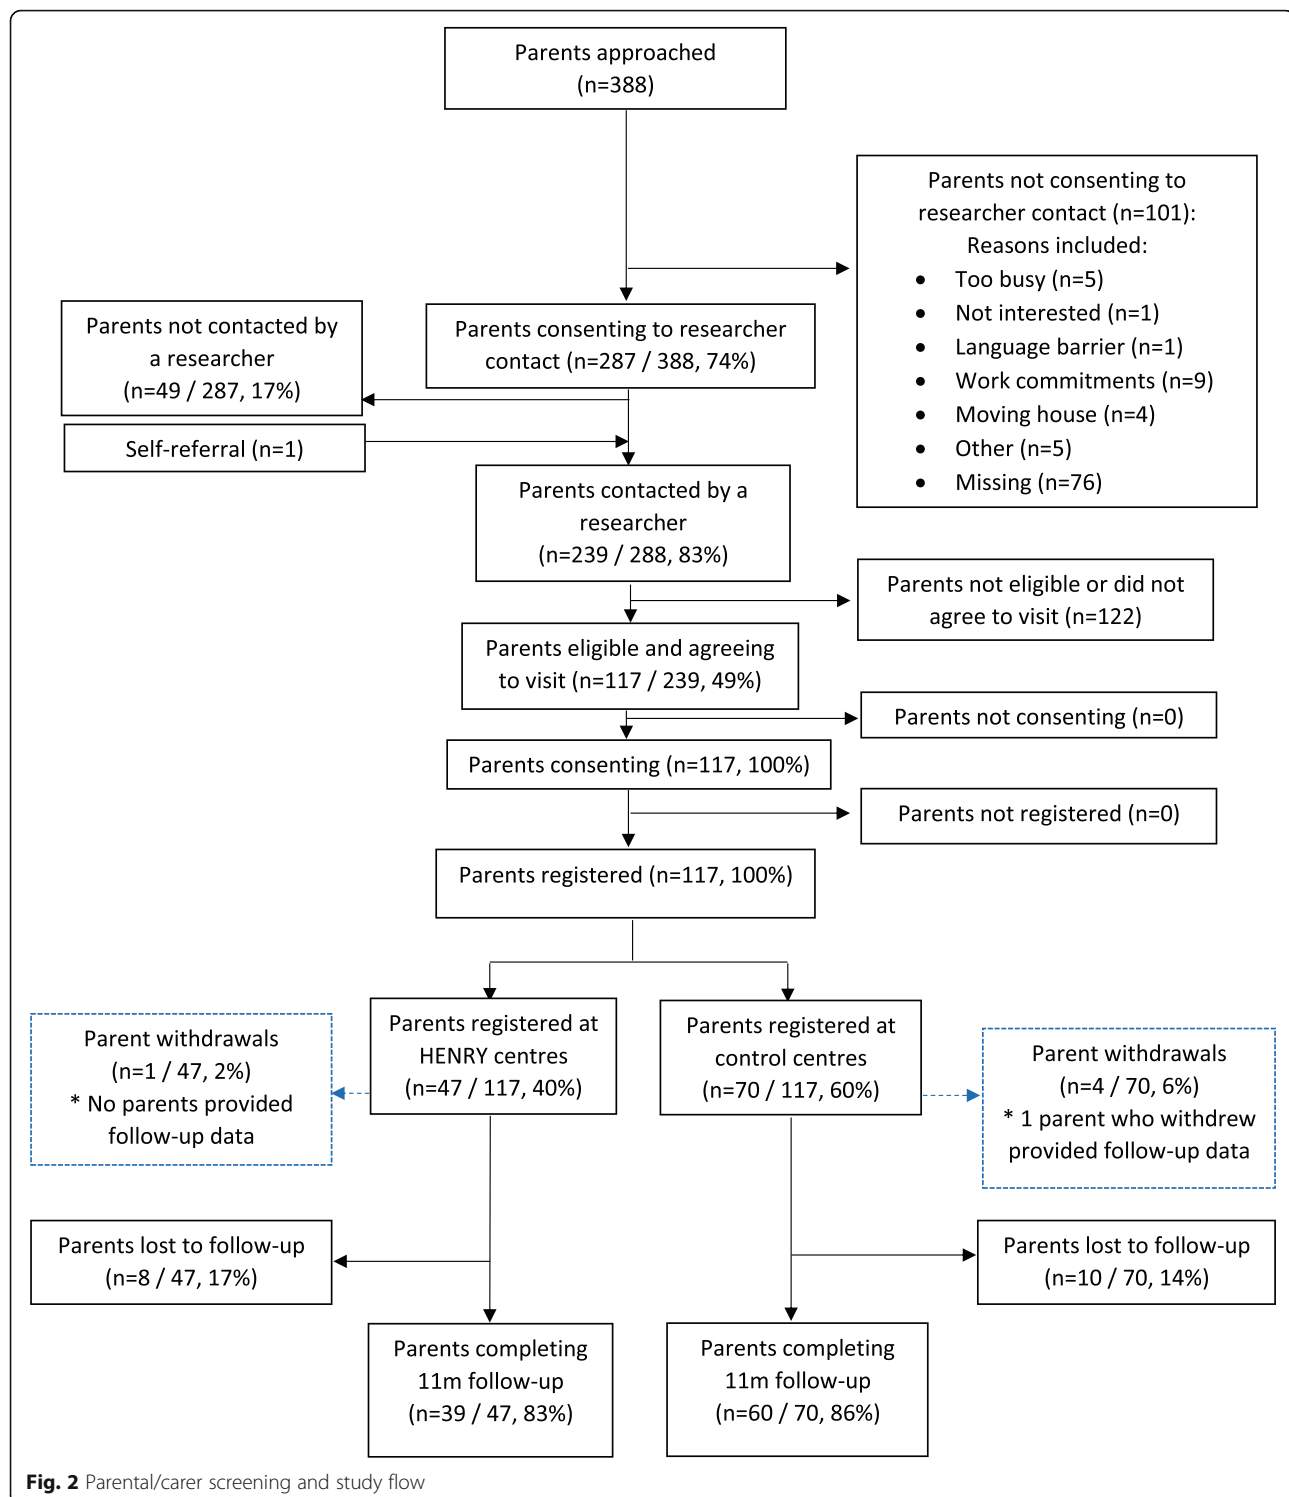 Parents approached
(n=388)
Parents not consenting to
researcher contact (n=101):
Reasons included:
• Too busy (n=5)
• Not interested (n=1)
• Language barrier (n=1)
• Work commitments (n=9)
• Moving house (n=4)
• Other (n=5)
• Missing (n=76)
Parents consenting to researcher
contact (n=287 / 388, 74%)
Parents not contacted by
a researcher
(n=49 / 287, 17%)
Self-referral (n=1)
Parents contacted by a
researcher
(n=239 / 288, 83%)
Parents not eligible or did not
agree to visit (n=122)
Parents eligible and agreeing
to visit (n=117 / 239, 49%)
Parents not consenting (n=0)
Parents consenting (n=117, 100%)
Parents not registered (n=0)
Parents registered (n=117, 100%)
Parents registered at
HENRY centres
(n=47 / 117, 40%)
Parents registered at
control centres
(n=70 / 117, 60%)
Parent withdrawals
(n=1 / 47, 2%)
* No parents provided
follow-up data
Parent withdrawals
(n=4 / 70, 6%)
* 1 parent who withdrew
provided follow-up data
Parents lost to follow-up
(n=8 / 47, 17%)
Parents lost to follow-up
(n=10 / 70, 14%)
Parents completing
11m follow-up
(n=39 / 47, 83%)
Parents completing
11m follow-up
(n=60 / 70, 86%)
Fig. 2 Parental/carer screening and study flow